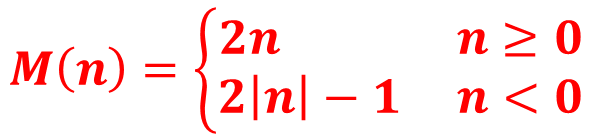 M(n) = { 2n n ≥ 0
2|n| − 1 n < 0